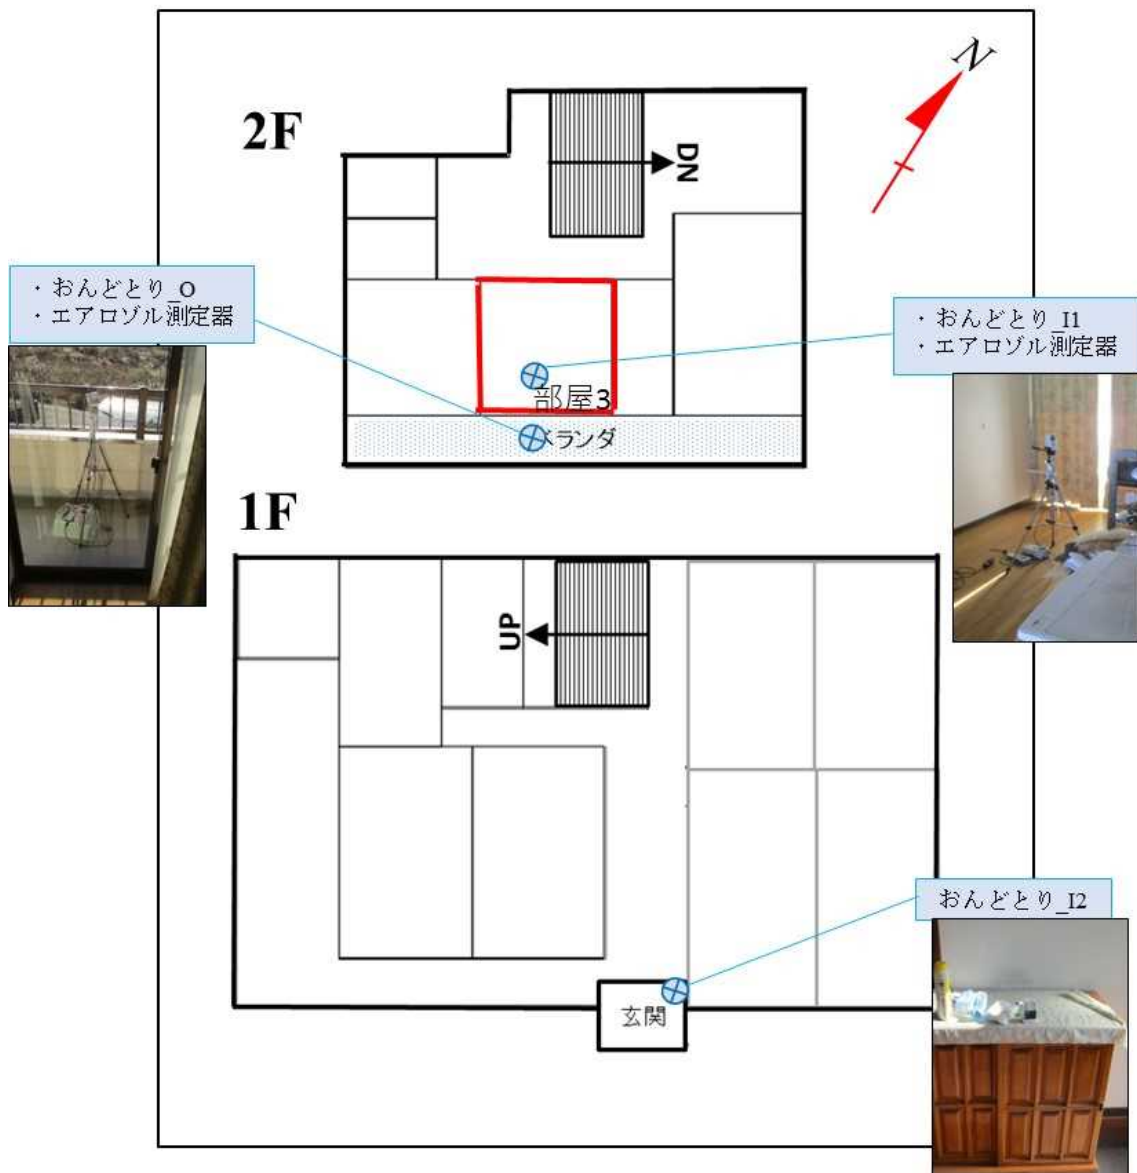 N
2F
DN
・おんどとり_O
・エアロゾル測定器
・おんどとり_I1
・エアロゾル測定器
部屋3
ベランダ
1F
UP
おんどとり_I2
玄関